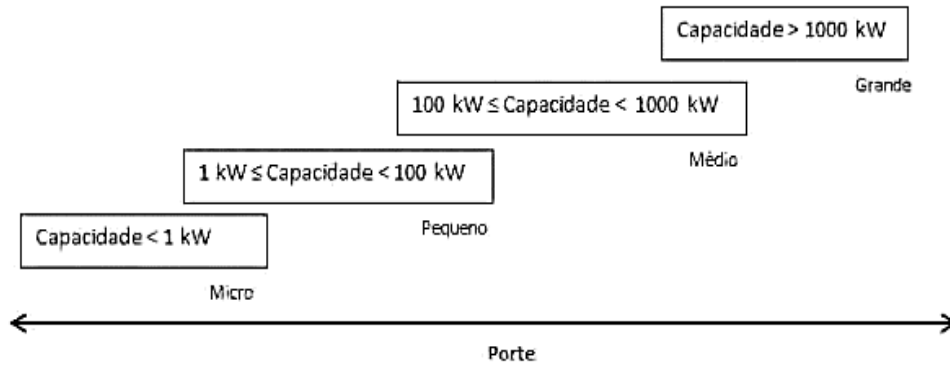 Capacidade > 1000 kW
Grande
100 kW ≤ Capacidade < 1000 kW
Médio
1 kW ≤ Capacidade < 100 kW
Pequeno
Capacidade < 1 kW
Micro
Porte